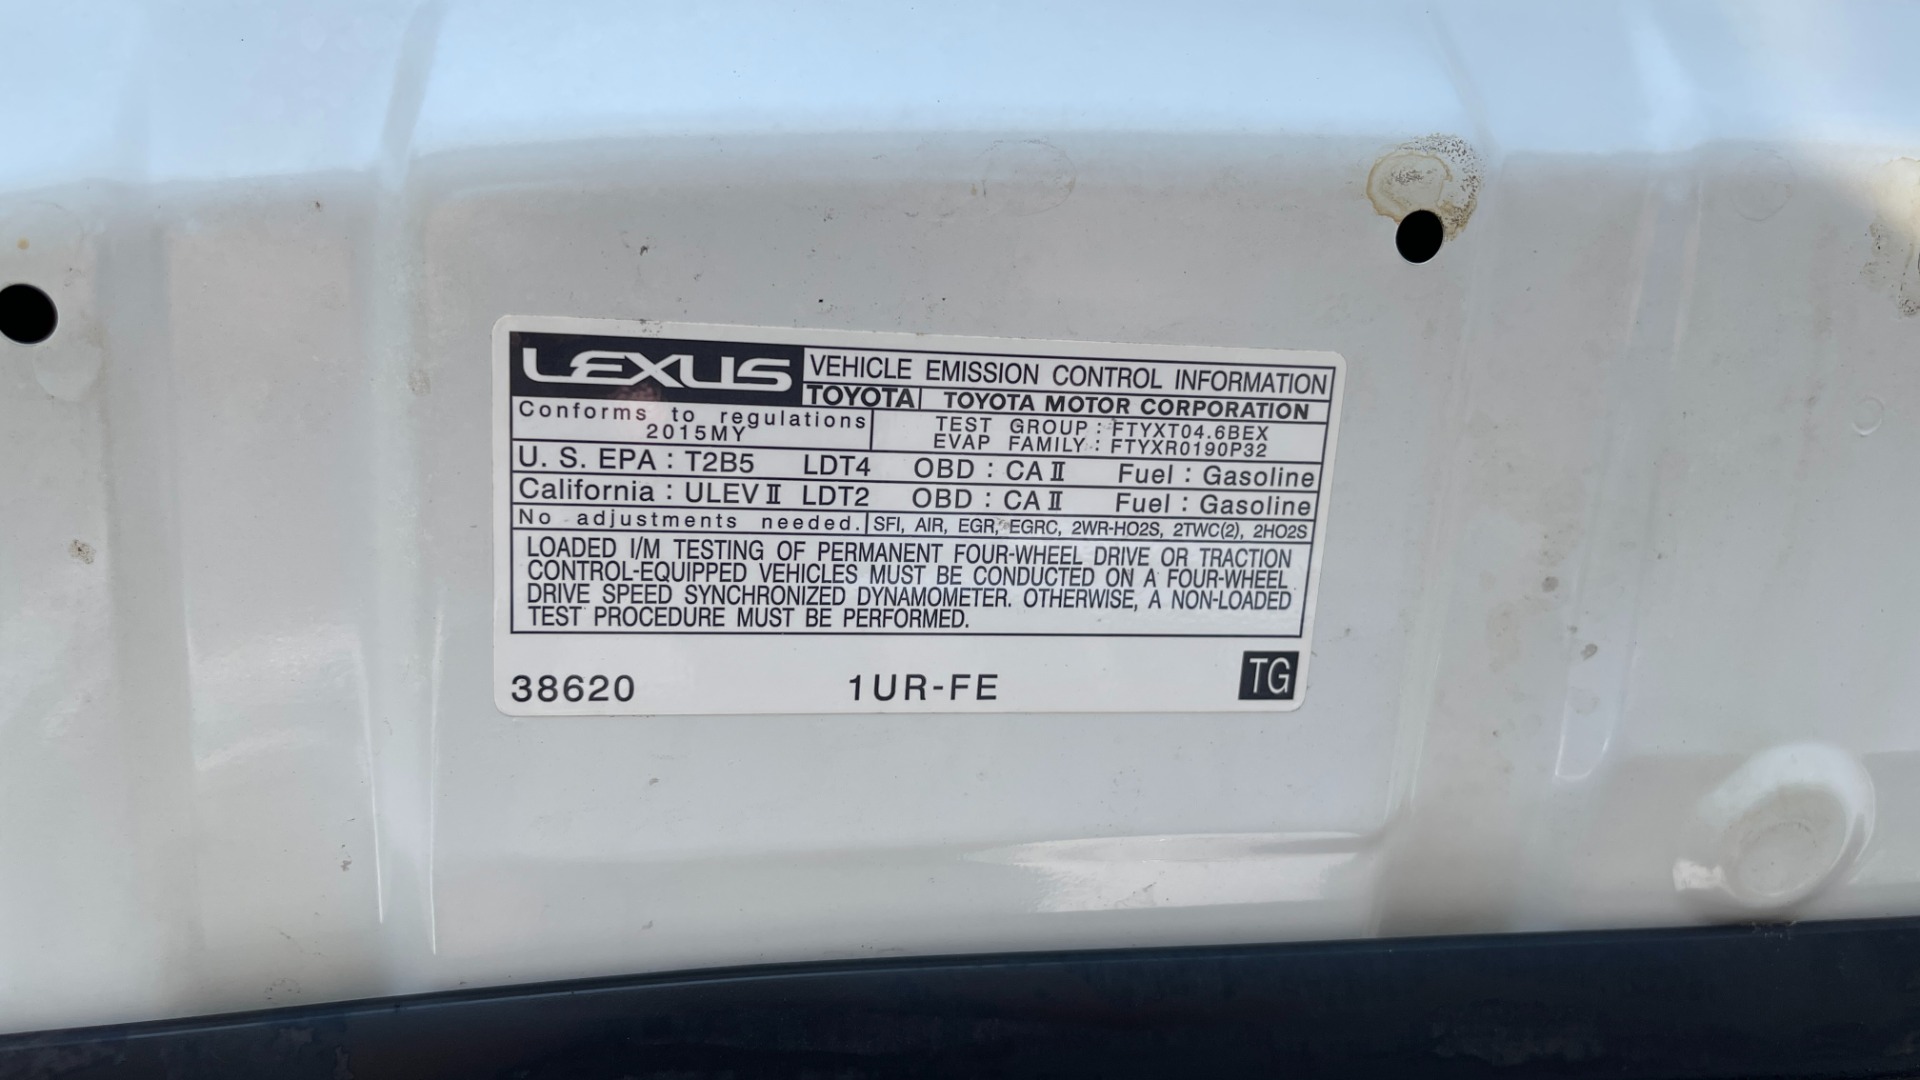 LEXUS VEHICLE EMISSION CONTROL INFORMATION
TOYOTA TOYOTA MOTOR CORPORATION
Conforms to regulations
2015MY
TEST GROUP : FTYXT04.6BEX
EVAP FAMILY : FTYXR0190P32
U. S. EPA : T2B5 LDT4 OBD : CA II Fuel : Gasoline
California : ULEV II LDT2 OBD : CA II Fuel : Gasoline
No adjustments needed. SFI, AIR, EGR, EGRC, 2WR-HO2S, 2TWC(2), 2HO2S
LOADED I/M TESTING OF PERMANENT FOUR-WHEEL DRIVE OR TRACTION
CONTROL-EQUIPPED VEHICLES MUST BE CONDUCTED ON A FOUR-WHEEL
DRIVE SPEED SYNCHRONIZED DYNAMOMETER. OTHERWISE, A NON-LOADED
TEST PROCEDURE MUST BE PERFORMED.
38620 1UR-FE TG